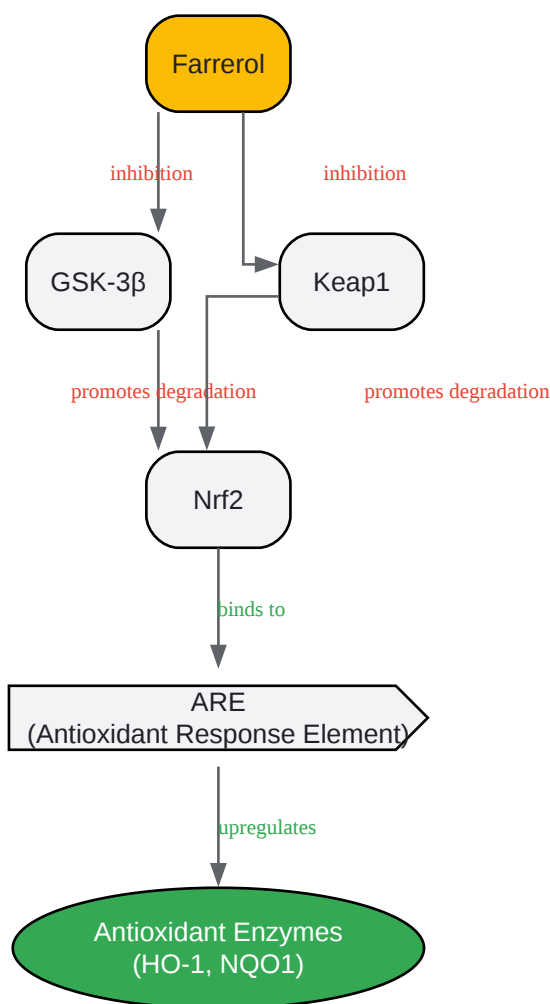 Farrerol
inhibition
inhibition
GSK-3β
Keap1
promotes degradation
promotes degradation
Nrf2
binds to
ARE
(Antioxidant Response Element)
upregulates
Antioxidant Enzymes
(HO-1, NQO1)